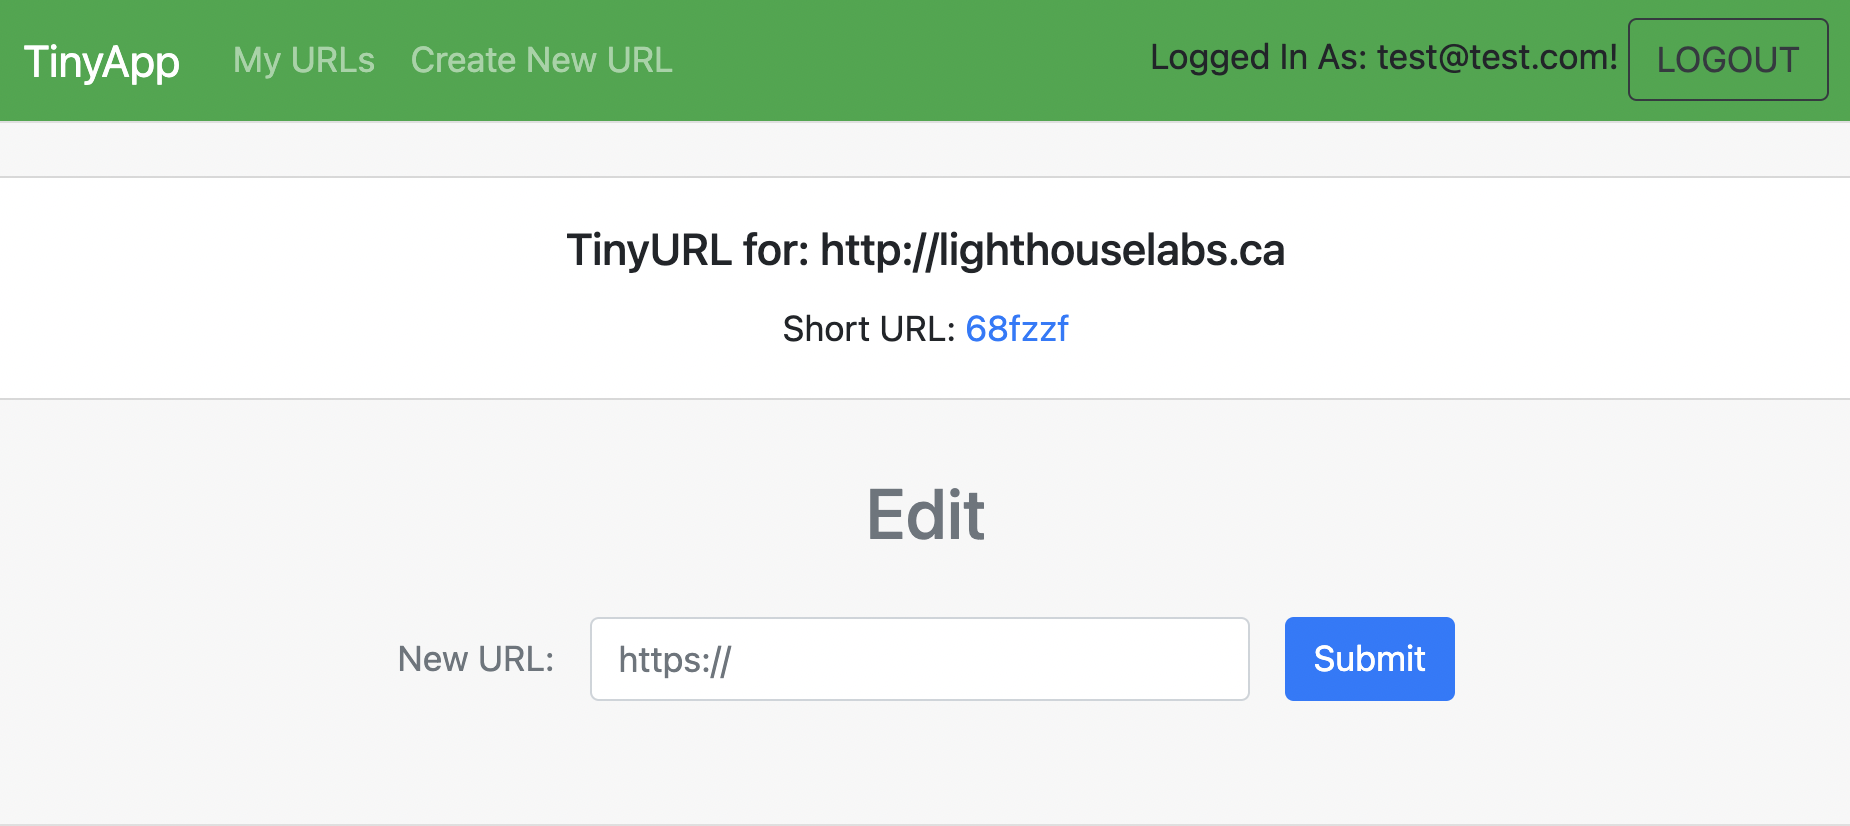 TinyApp My URLs Create New URL Logged In As: test@test.com! LOGOUT
TinyURL for: http://lighthouselabs.ca
Short URL: 68fzzf
Edit
New URL: https:// Submit